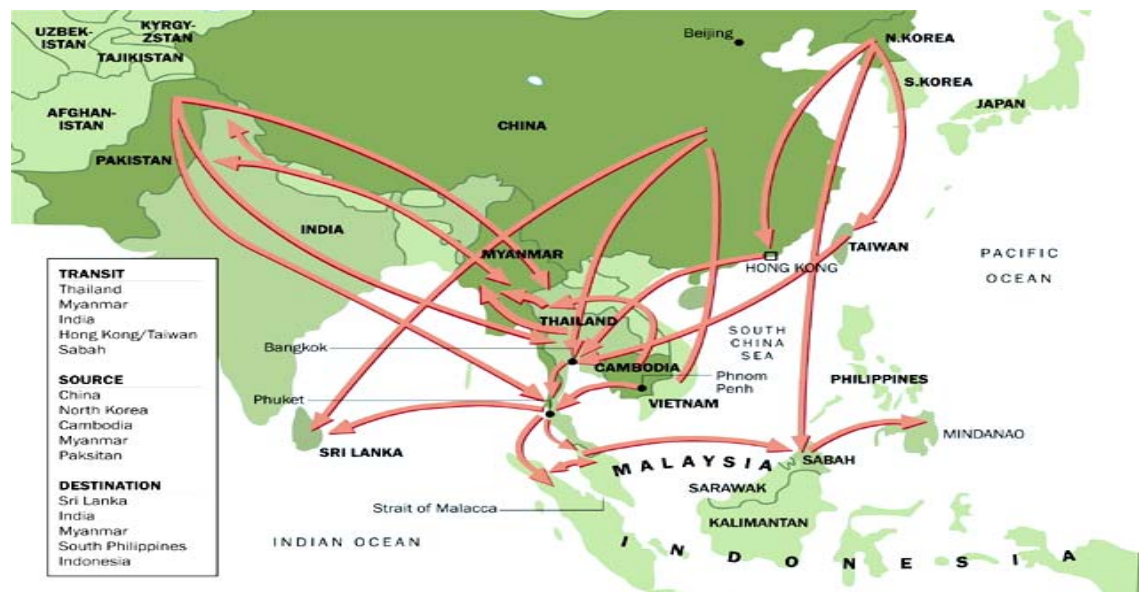 UZBEK-
ISTAN
KYRGY-
ZSTAN
TAJIKISTAN
AFGHAN-
ISTAN
PAKISTAN
CHINA
Beijing
N.KOREA
S.KOREA
JAPAN
INDIA
MYANMAR
TAIWAN
HONG KONG
PACIFIC
OCEAN
THAILAND
Bangkok
SOUTH
CHINA
SEA
CAMBODIA
Phnom
Penh
VIETNAM
PHILIPPINES
Phuket
MINDANAO
SRI LANKA
MALAYSIA
SABAH
SARAWAK
Strait of Malacca
KALIMANTAN
INDIAN OCEAN
INDONESIA
TRANSIT
Thailand
Myanmar
India
Hong Kong/Taiwan
Sabah
SOURCE
China
North Korea
Cambodia
Myanmar
Paksitan
DESTINATION
Sri Lanka
India
Myanmar
South Philippines
Indonesia